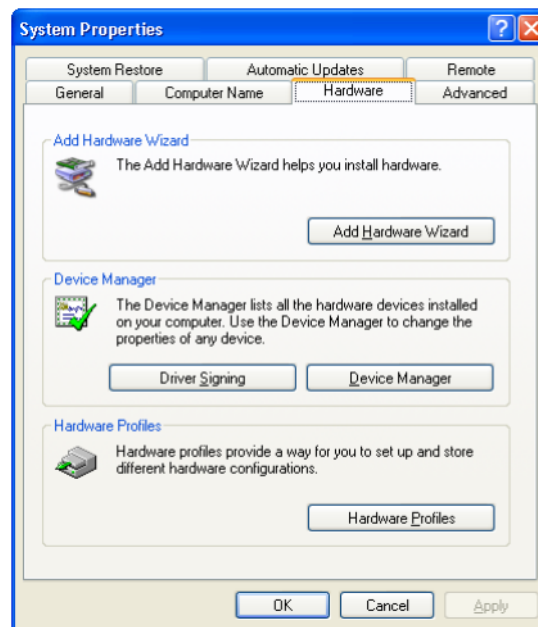 System Properties
System Restore
Automatic Updates
Remote
General
Computer Name
Hardware
Advanced
Add Hardware Wizard
The Add Hardware Wizard helps you install hardware.
Add Hardware Wizard
Device Manager
The Device Manager lists all the hardware devices installed
on your computer. Use the Device Manager to change the
properties of any device.
Driver Signing
Device Manager
Hardware Profiles
Hardware profiles provide a way for you to set up and store
different hardware configurations.
Hardware Profiles
OK
Cancel
Apply